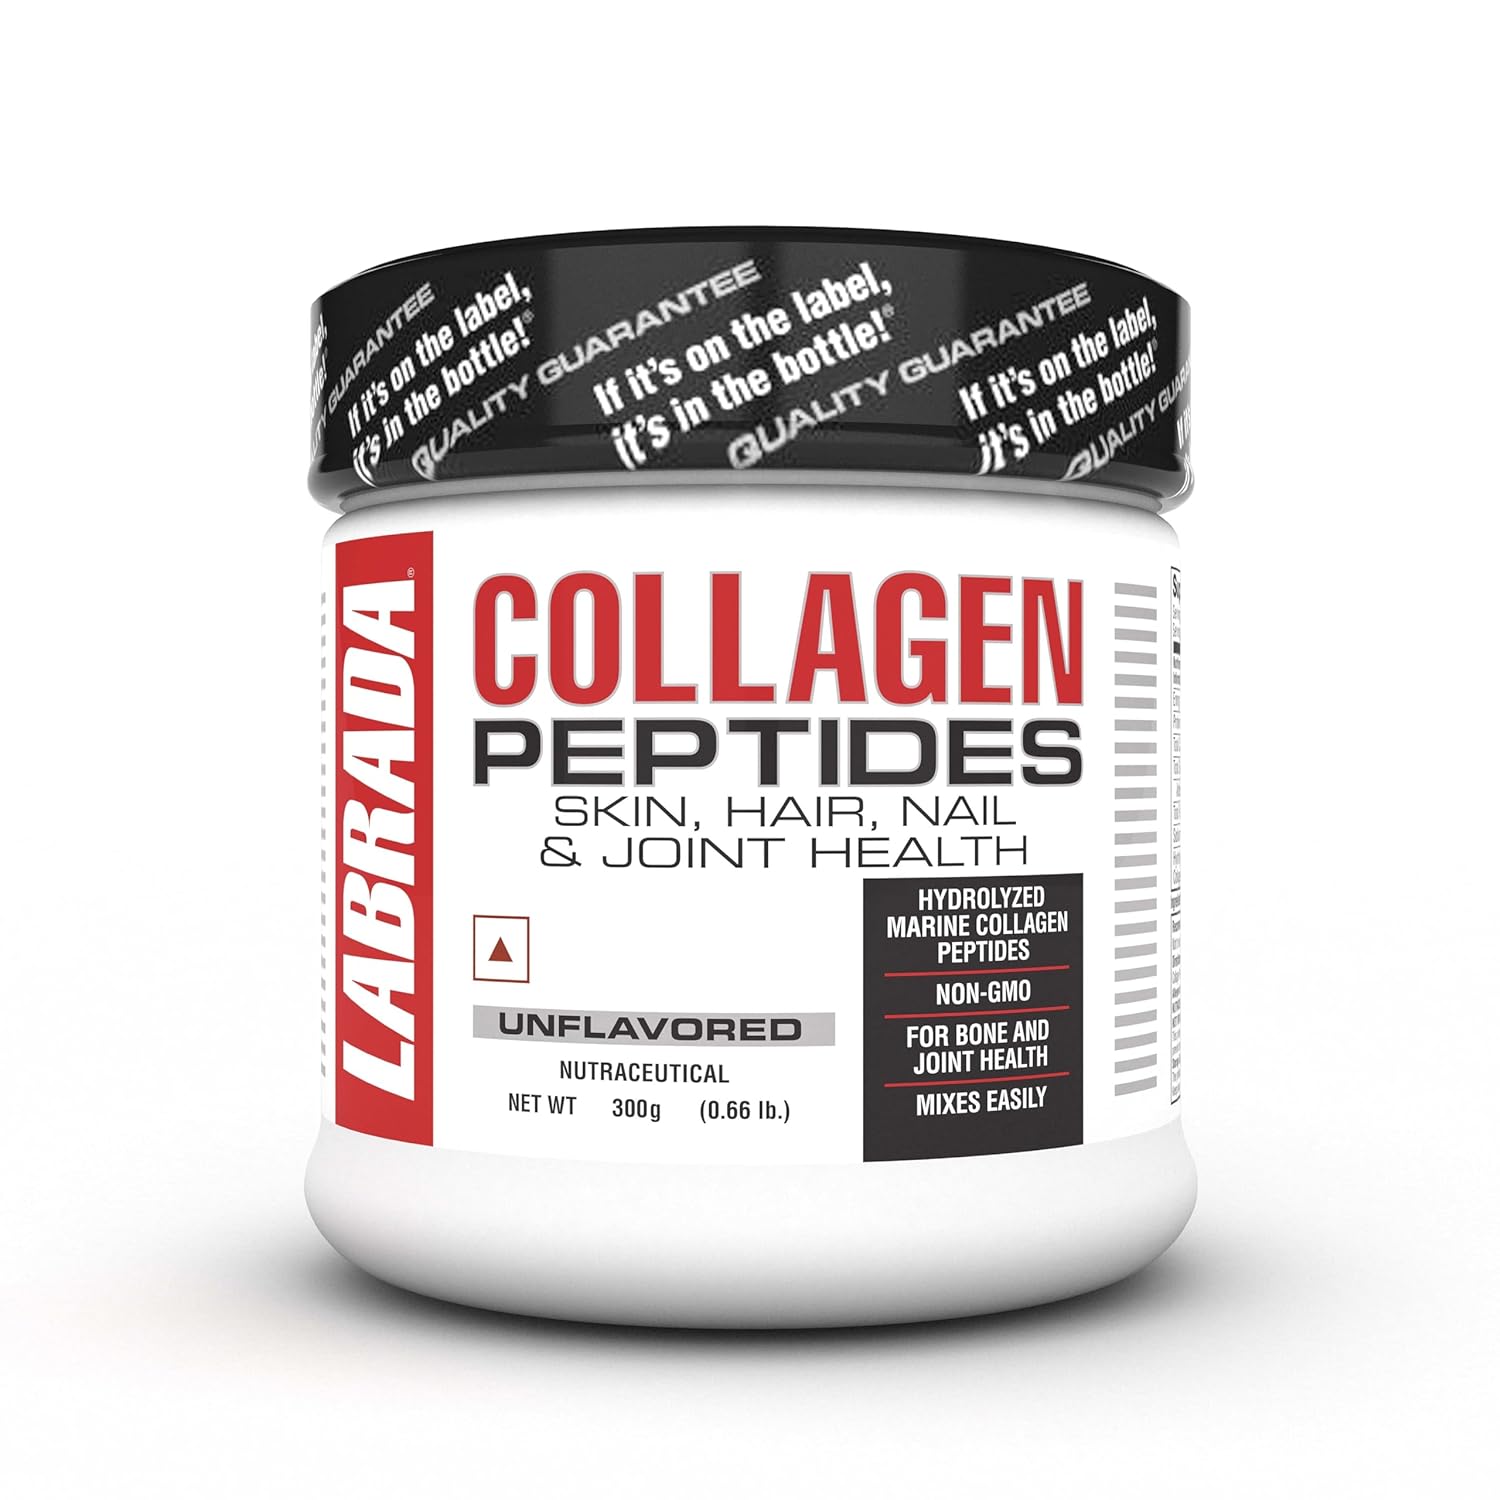 QUALITY GUARANTEE
If it's on the label,
it's in the bottle!®
QUALITY GUARANTEE
If it's on the label,
it's in the bottle!®
QUALITY GUARANTEE
If it's on the label,
it's in the bottle!®
QUALITY
LABRADA®
COLLAGEN
PEPTIDES
SKIN, HAIR, NAIL
& JOINT HEALTH
HYDROLYZED
MARINE COLLAGEN
PEPTIDES
NON-GMO
FOR BONE AND
JOINT HEALTH
MIXES EASILY
UNFLAVORED
NUTRACEUTICAL
NET WT 300g (0.66 lb.)